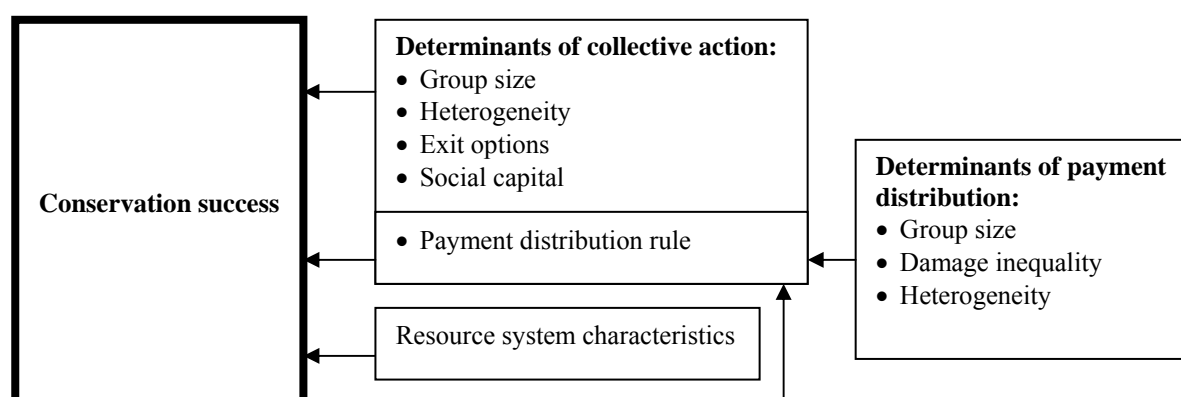 Determinants of collective action:
• Group size
• Heterogeneity
• Exit options
• Social capital
Conservation success
• Payment distribution rule
Resource system characteristics
Determinants of payment
distribution:
• Group size
• Damage inequality
• Heterogeneity